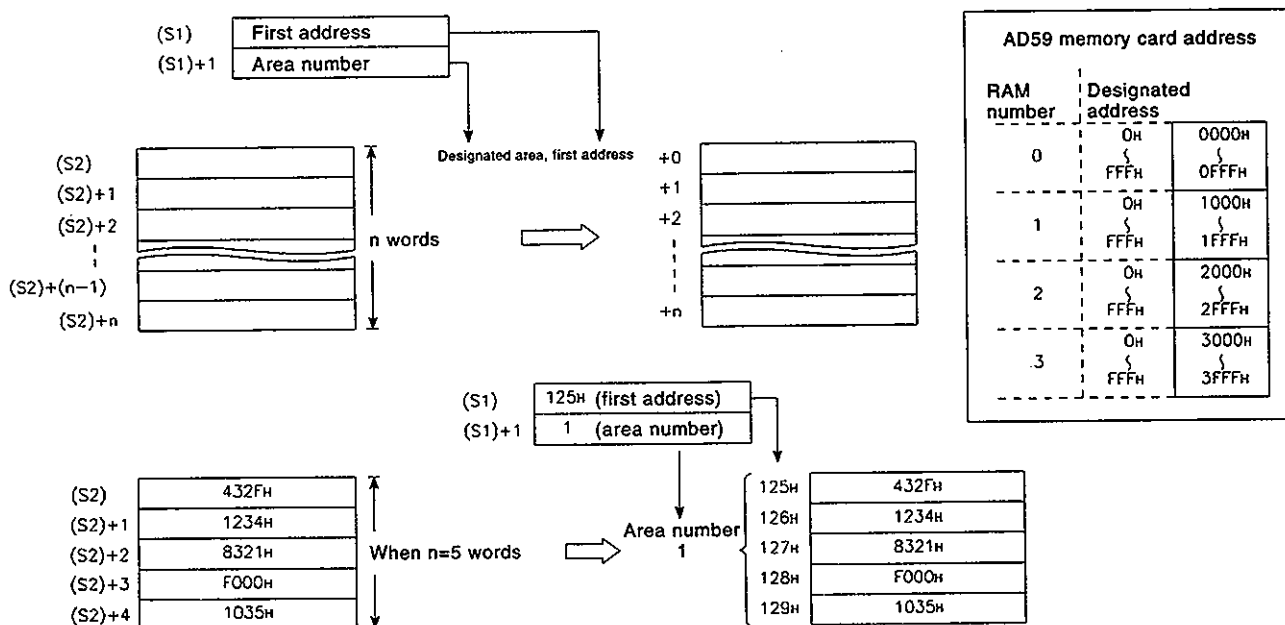 (S1) First address
(S1)+1 Area number
Designated area, first address
(S2)
(S2)+1
(S2)+2
(S2)+(n−1)
(S2)+n
n words
+0
+1
+2
+n
AD59 memory card address
RAM number
Designated address
0 0H FFFH 0000H 0FFFH
1 0H FFFH 1000H 1FFFH
2 0H FFFH 2000H 2FFFH
.3 0H FFFH 3000H 3FFFH
(S1) 125H (first address)
(S1)+1 1 (area number)
(S2) 432FH
(S2)+1 1234H
(S2)+2 8321H
(S2)+3 F000H
(S2)+4 1035H
When n=5 words
Area number
1
125H 432FH
126H 1234H
127H 8321H
128H F000H
129H 1035H